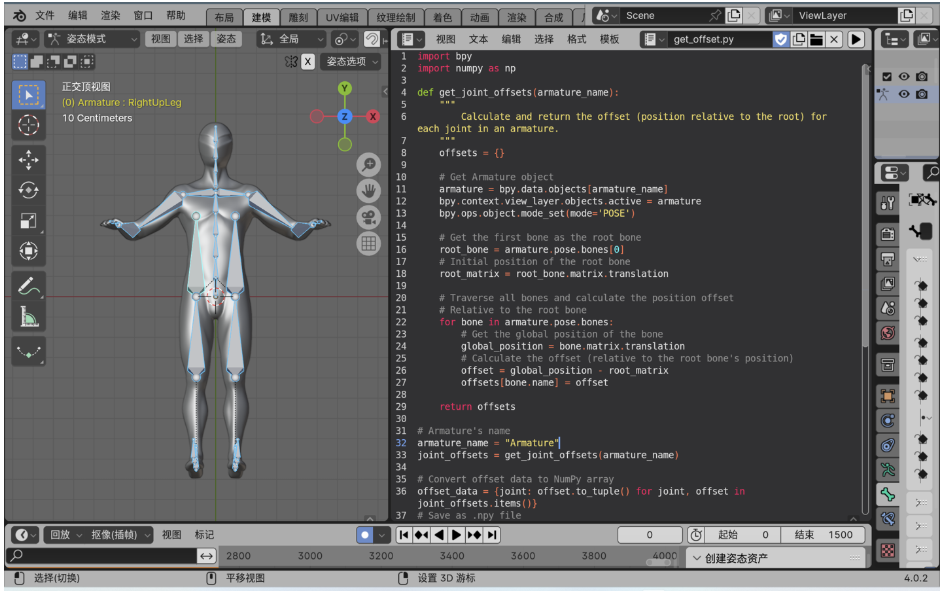 文件 编辑 渲染 窗口 帮助 布局 建模 雕刻 UV编辑 纹理绘制 着色 动画 渲染 合成 Scene ViewLayer
姿态模式 视图 选择 姿态 全局 视图 文本 编辑 选择 格式 模板 get_offset.py
X 姿态选项
正交顶视图
(0) Armature : RightUpLeg
10 Centimeters
Y
Z
X
1 import bpy
2 import numpy as np
3
4 def get_joint_offsets(armature_name):
5 """
6 Calculate and return the offset (position relative to the root) for
each joint in an armature.
7 """
8 offsets = {}
9
10 # Get Armature object
11 armature = bpy.data.objects[armature_name]
12 bpy.context.view_layer.objects.active = armature
13 bpy.ops.object.mode_set(mode='POSE')
14
15 # Get the first bone as the root bone
16 root_bone = armature.pose.bones[0]
17 # Initial position of the root bone
18 root_matrix = root_bone.matrix.translation
19
20 # Traverse all bones and calculate the position offset
21 # Relative to the root bone
22 for bone in armature.pose.bones:
23 # Get the global position of the bone
24 global_position = bone.matrix.translation
25 # Calculate the offset (relative to the root bone's position)
26 offset = global_position - root_matrix
27 offsets[bone.name] = offset
28
29 return offsets
30
31 # Armature's name
32 armature_name = "Armature"
33 joint_offsets = get_joint_offsets(armature_name)
34
35 # Convert offset data to NumPy array
36 offset_data = {joint: offset.to_tuple() for joint, offset in
joint_offsets.items()}
37 # Save as .npy file
回放 抠像(插帧) 视图 标记 0 起始 0 结束 1500
2800 3000 3200 3400 3600 3800 4000 创建姿态资产
选择(切换) 平移视图 设置 3D 游标 4.0.2